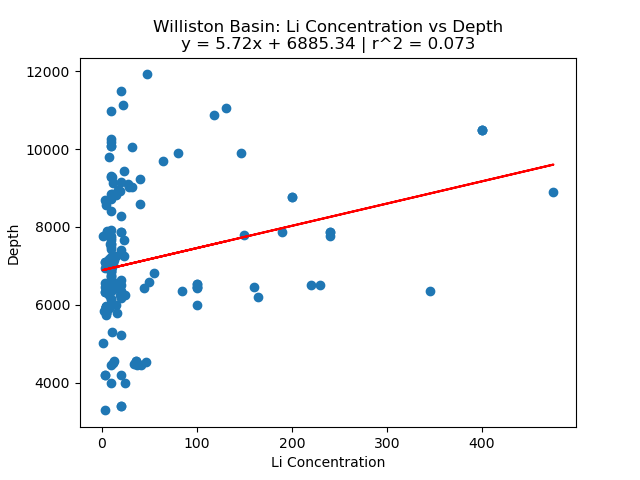 Williston Basin: Li Concentration vs Depth
y = 5.72x + 6885.34 | r^2 = 0.073
12000
10000
8000
6000
4000
Depth
0
100
200
300
400
Li Concentration